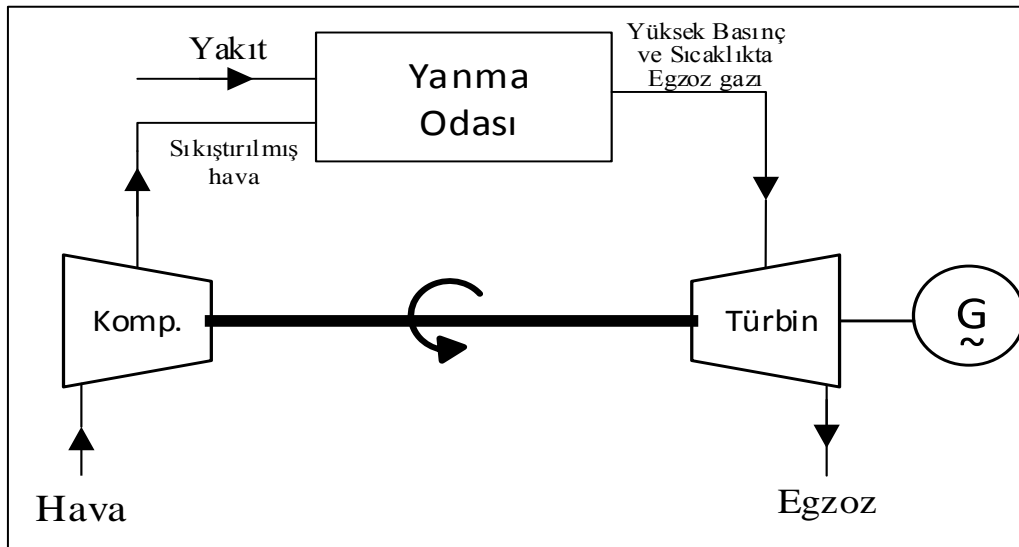 Yakıt
Yanma
Odası
Yüksek Basınç
ve Sıcaklıkta
Egzoz gazı
Sıkıştırılmış
hava
Komp.
Türbin
G
~
Hava
Egzoz